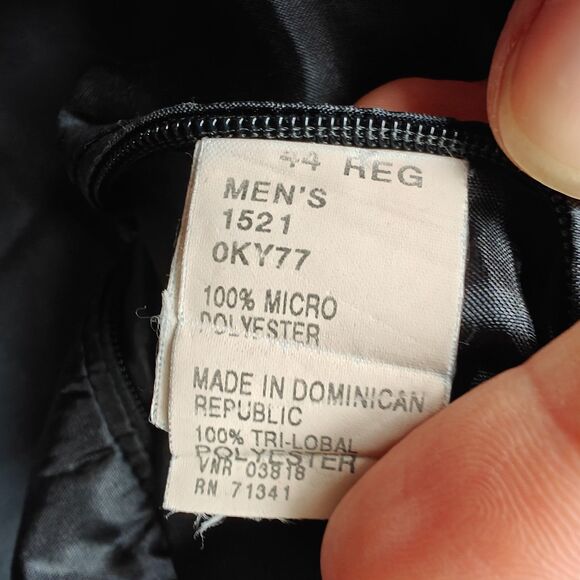 44 REG
MEN'S
1521
0KY77
100% MICRO
POLYESTER
MADE IN DOMINICAN
REPUBLIC
100% TRI-LOBAL
POLYESTER
VNR 03818
RN 71341